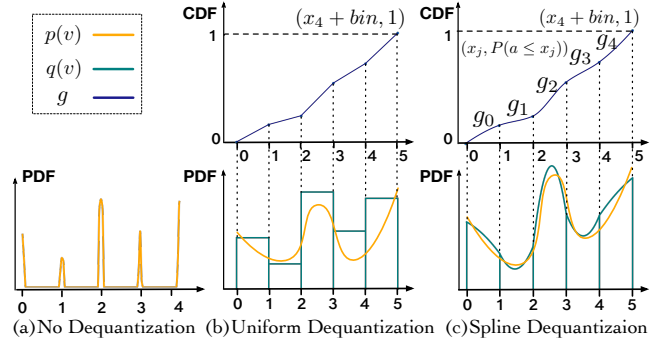 p(v)
q(v)
g
CDF
(x₄ + bin, 1)
1
0
0 1 2 3 4 5
CDF
(x₄ + bin, 1)
1
(xⱼ, P(a ≤ xⱼ))
g₀ g₁ g₂ g₃ g₄
0
0 1 2 3 4 5
PDF
0 1 2 3 4
PDF
0 1 2 3 4 5
PDF
0 1 2 3 4 5
(a)No Dequantization
(b)Uniform Dequantization
(c)Spline Dequantizaion